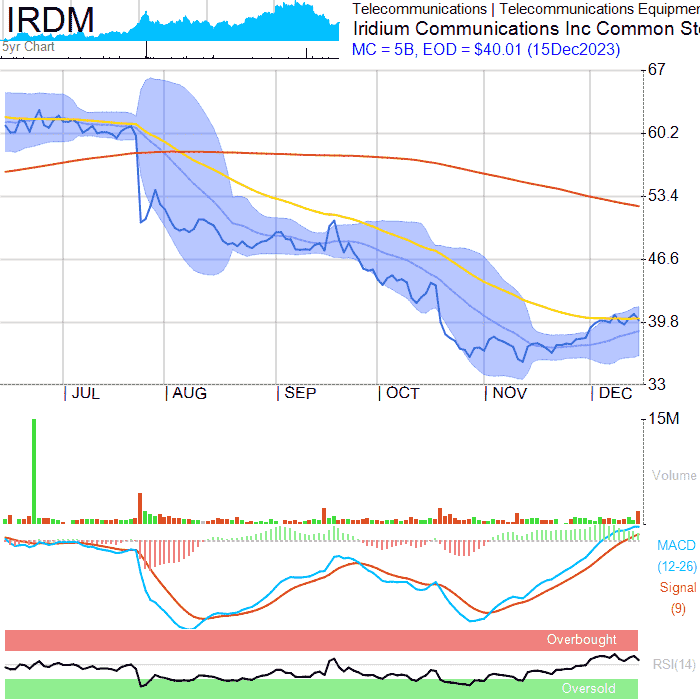 IRDM
5yr Chart
Telecommunications | Telecommunications Equipmen
Iridium Communications Inc Common Sto
MC = 5B, EOD = $40.01 (15Dec2023)
67
60.2
53.4
46.6
39.8
33
JUL AUG SEP OCT NOV DEC
15M
Volume
MACD
(12-26)
Signal
(9)
Overbought
RSI(14)
Oversold